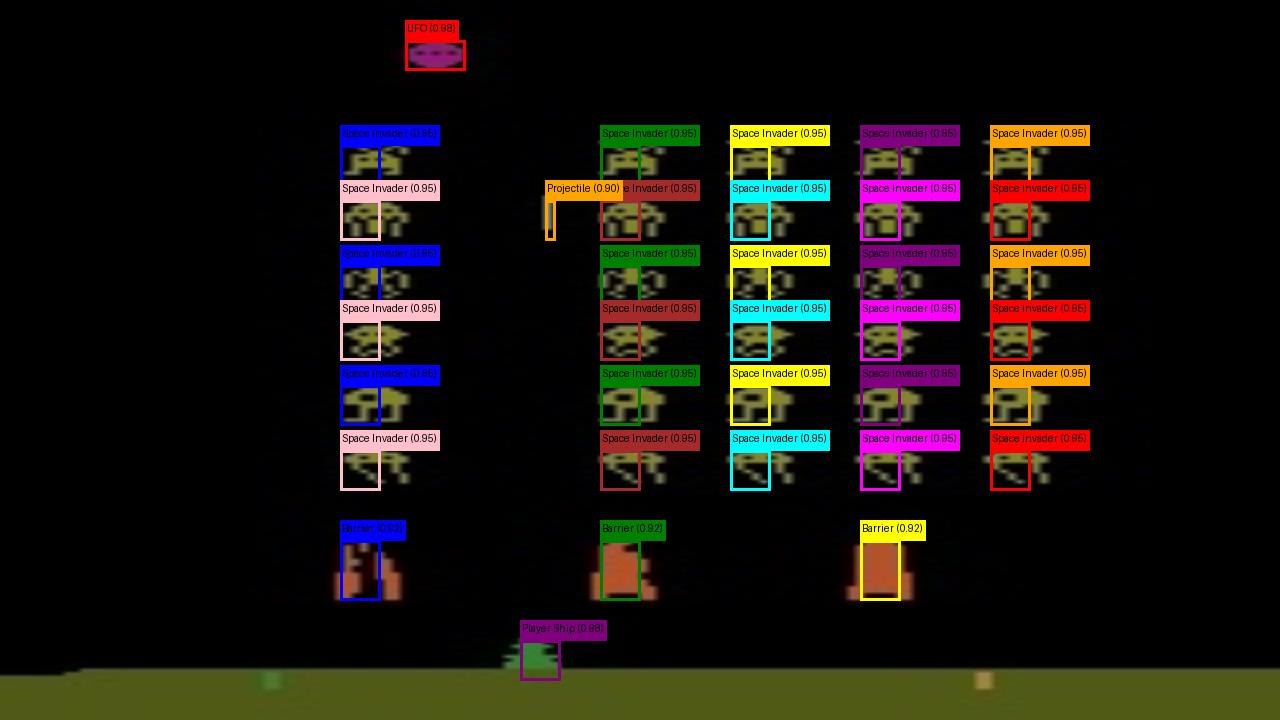 UFO (0.98)
Space Invader (0.95) Space Invader (0.95) Space Invader (0.95) Space Invader (0.95) Space Invader (0.95)
Space Invader (0.95) Projectile (0.90) e Invader (0.95) Space Invader (0.95) Space Invader (0.95) Space Invader (0.95)
Space Invader (0.95) Space Invader (0.95) Space Invader (0.95) Space Invader (0.95) Space Invader (0.95)
Space Invader (0.95) Space Invader (0.95) Space Invader (0.95) Space Invader (0.95) Space Invader (0.95)
Space Invader (0.95) Space Invader (0.95) Space Invader (0.95) Space Invader (0.95) Space Invader (0.95)
Space Invader (0.95) Space Invader (0.95) Space Invader (0.95) Space Invader (0.95) Space Invader (0.95)
Barrier (0.92) Barrier (0.92) Barrier (0.92)
Player Ship (0.98)